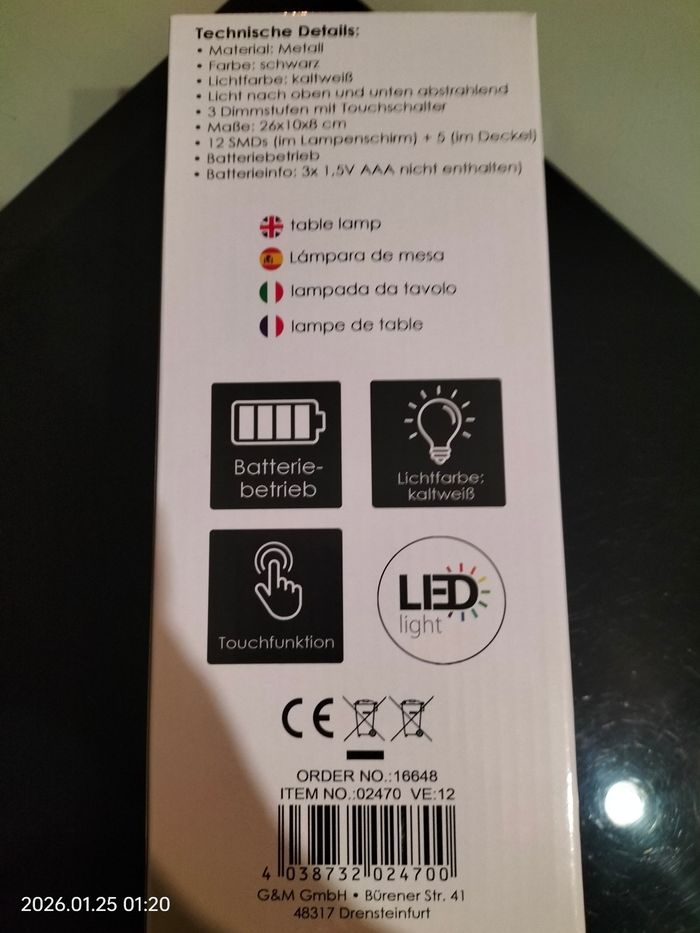 Technische Details:
• Material: Metall
• Farbe: schwarz
• Lichtfarbe: kaltweiß
• Licht nach oben und unten abstrahlend
• 3 Dimmstufen mit Touchschalter
• Maße: 26x10x8 cm
• 12 SMDs (im Lampenschirm) + 5 (im Deckel)
• Batteriebetrieb
• Batterieinfo: 3x 1,5V AAA nicht enthalten)
table lamp
Lámpara de mesa
lampada da tavolo
lampe de table
Batterie-
betrieb
Lichtfarbe:
kaltweiß
Touchfunktion
LED
light
CE
ORDER NO.:16648
ITEM NO.:02470 VE:12
4 038732 024700
G&M GmbH • Bürener Str. 41
48317 Drensteinfurt
2026.01.25 01:20